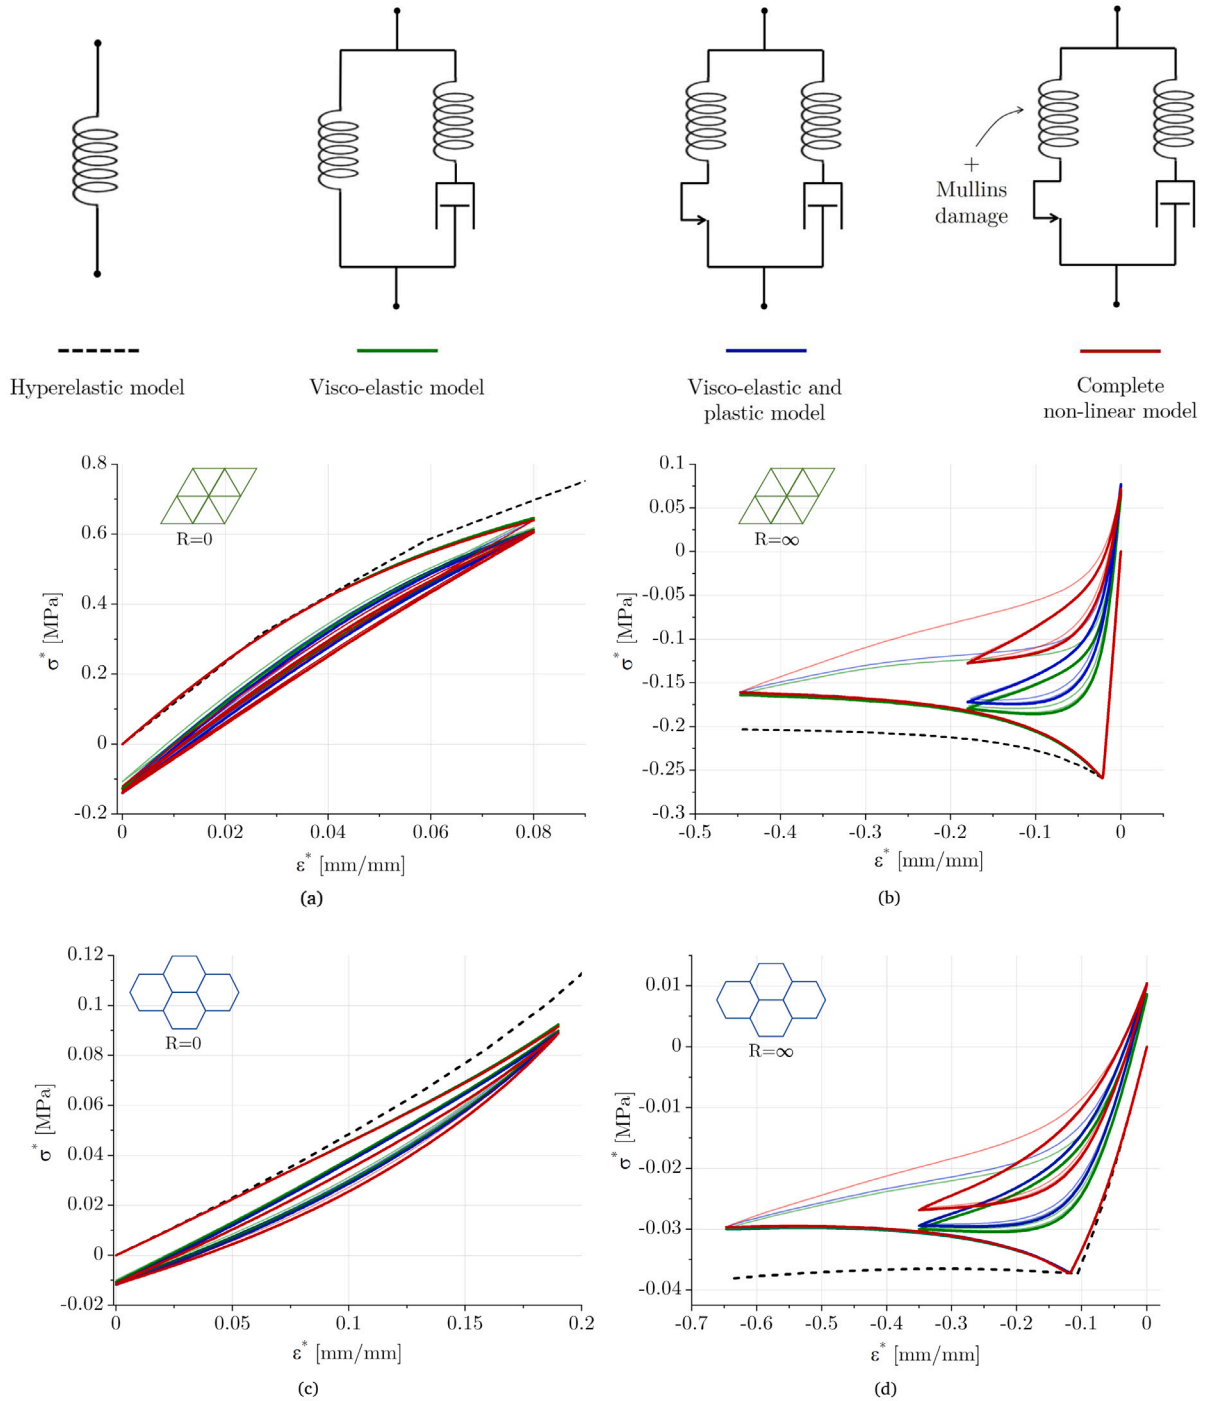 +
Mullins
damage
Hyperelastic model
Visco-elastic model
Visco-elastic and
plastic model
Complete
non-linear model
0.8
0.6
0.4
0.2
0
-0.2
σ* [MPa]
R=0
0
0.02
0.04
0.06
0.08
ε* [mm/mm]
(a)
0.1
0.05
0
-0.05
-0.1
-0.15
-0.2
-0.25
-0.3
σ* [MPa]
R=∞
-0.5
-0.4
-0.3
-0.2
-0.1
0
ε* [mm/mm]
(b)
0.12
0.1
0.08
0.06
0.04
0.02
0
-0.02
σ* [MPa]
R=0
0
0.05
0.1
0.15
0.2
ε* [mm/mm]
(c)
0.01
0
-0.01
-0.02
-0.03
-0.04
σ* [MPa]
R=∞
-0.7
-0.6
-0.5
-0.4
-0.3
-0.2
-0.1
0
ε* [mm/mm]
(d)